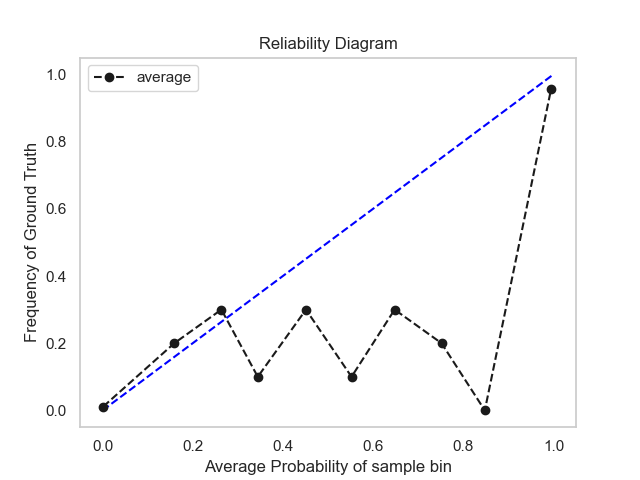 Reliability Diagram
average
1.0
0.8
0.6
0.4
0.2
0.0
Frequency of Ground Truth
0.0 0.2 0.4 0.6 0.8 1.0
Average Probability of sample bin